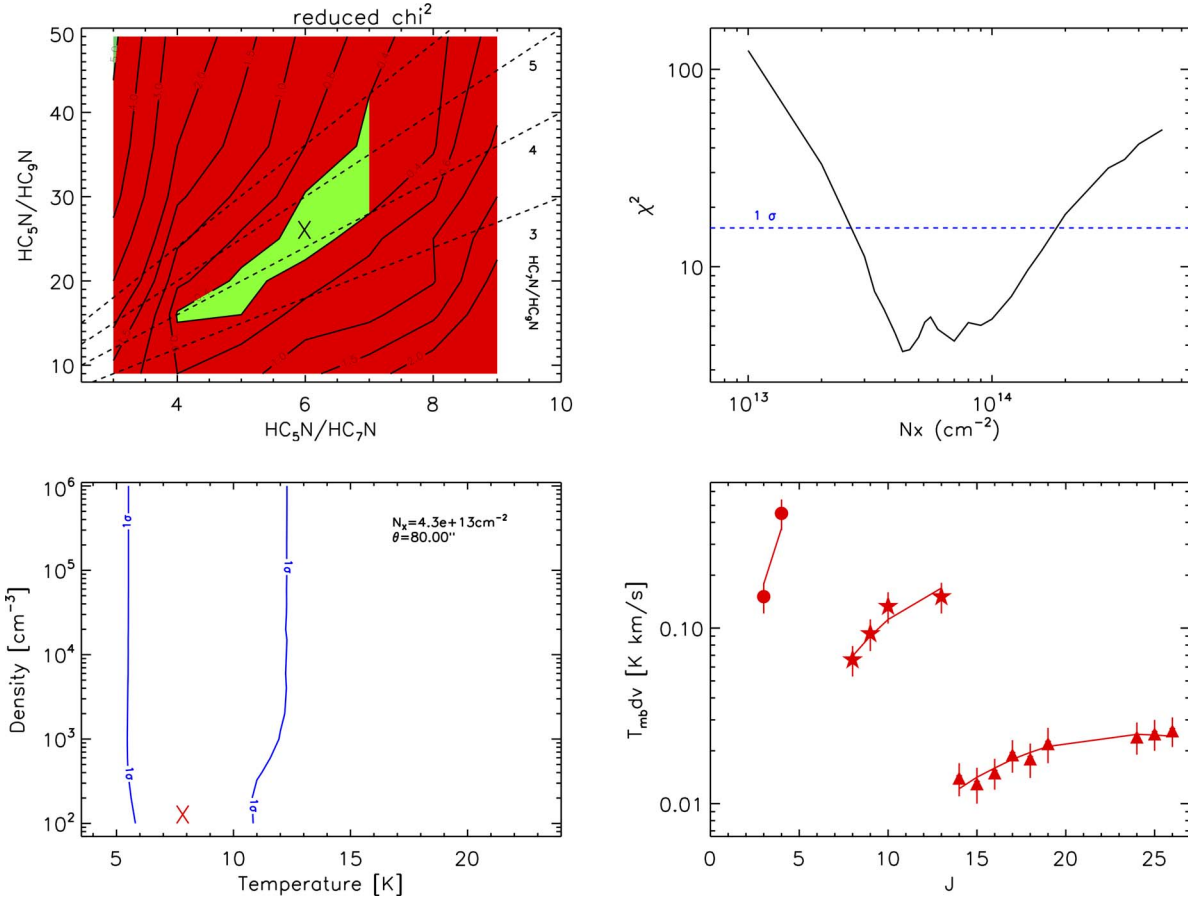 reduced chi²
50
40
30
20
10
HC₅N/HC₉N
4
6
8
10
HC₅N/HC₇N
5
4
3
HC₇N/HC₉N
100
10
χ²
1 σ
10¹³
10¹⁴
Nx (cm⁻²)
10⁶
10⁵
10⁴
10³
10²
Density [cm⁻³]
1σ
1σ
1σ
1σ
Nₓ=4.3e+13cm⁻²
θ=80.00"
5
10
15
20
Temperature [K]
0.10
0.01
Tₘᵦdv [K km/s]
0
5
10
15
20
25
J